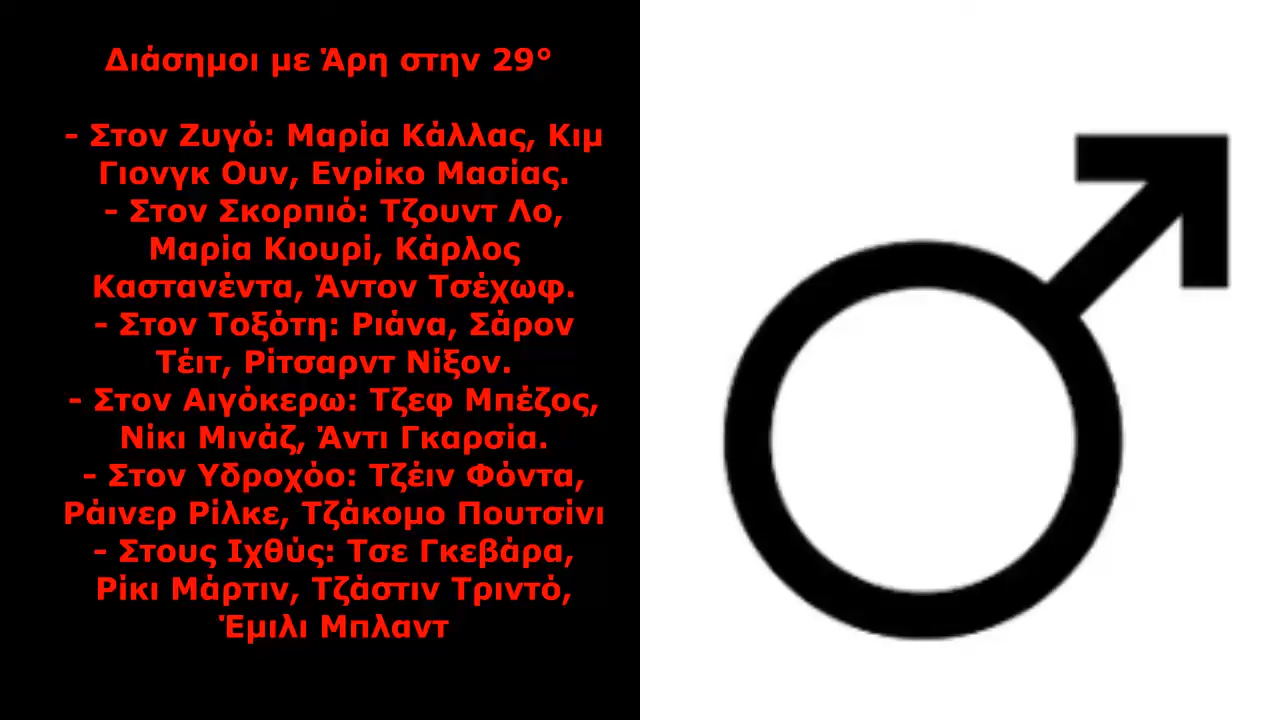 Διάσημοι με Άρη στην 29°
- Στον Ζυγό: Μαρία Κάλλας, Κιμ
Γιονγκ Ουν, Ενρίκο Μασίας.
- Στον Σκορπιό: Τζουντ Λο,
Μαρία Κιουρί, Κάρλος
Καστανέντα, Άντον Τσέχωφ.
- Στον Τοξότη: Ριάνα, Σάρον
Τέιτ, Ρίτσαρντ Νίξον.
- Στον Αιγόκερω: Τζεφ Μπέζος,
Νίκι Μινάζ, Άντι Γκαρσία.
- Στον Υδροχόο: Τζέιν Φόντα,
Ράινερ Ρίλκε, Τζάκομο Πουτσίνι
- Στους Ιχθύς: Τσε Γκεβάρα,
Ρίκι Μάρτιν, Τζάστιν Τριντό,
Έμιλι Μπλαντ